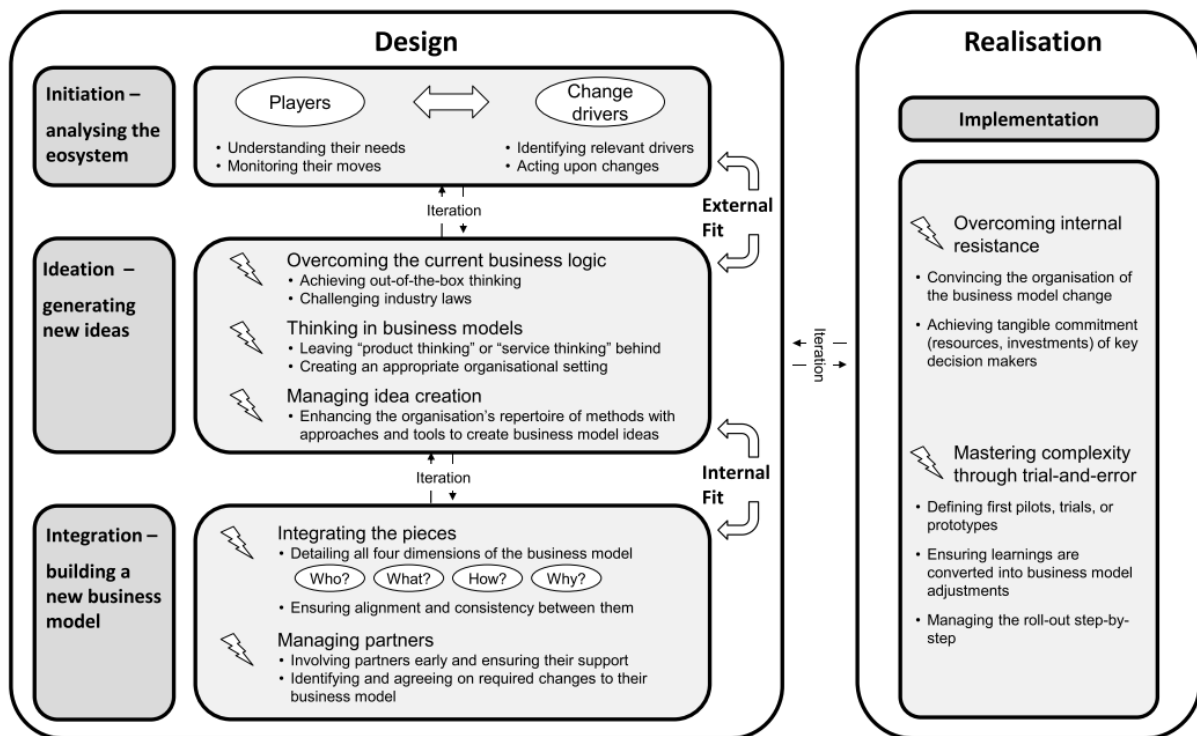 Design
Initiation –
analysing the
eosystem
Players
Change
drivers
• Understanding their needs
• Monitoring their moves
• Identifying relevant drivers
• Acting upon changes
Iteration
External
Fit
Ideation –
generating
new ideas
Overcoming the current business logic
• Achieving out-of-the-box thinking
• Challenging industry laws
Thinking in business models
• Leaving “product thinking” or “service thinking” behind
• Creating an appropriate organisational setting
Managing idea creation
• Enhancing the organisation’s repertoire of methods with
approaches and tools to create business model ideas
Iteration
Internal
Fit
Integration –
building a
new business
model
Integrating the pieces
• Detailing all four dimensions of the business model
Who?
What?
How?
Why?
• Ensuring alignment and consistency between them
Managing partners
• Involving partners early and ensuring their support
• Identifying and agreeing on required changes to their
business model
Iteration
Realisation
Implementation
Overcoming internal
resistance
• Convincing the organisation of
the business model change
• Achieving tangible commitment
(resources, investments) of key
decision makers
Mastering complexity
through trial-and-error
• Defining first pilots, trials, or
prototypes
• Ensuring learnings are
converted into business model
adjustments
• Managing the roll-out step-by-
step